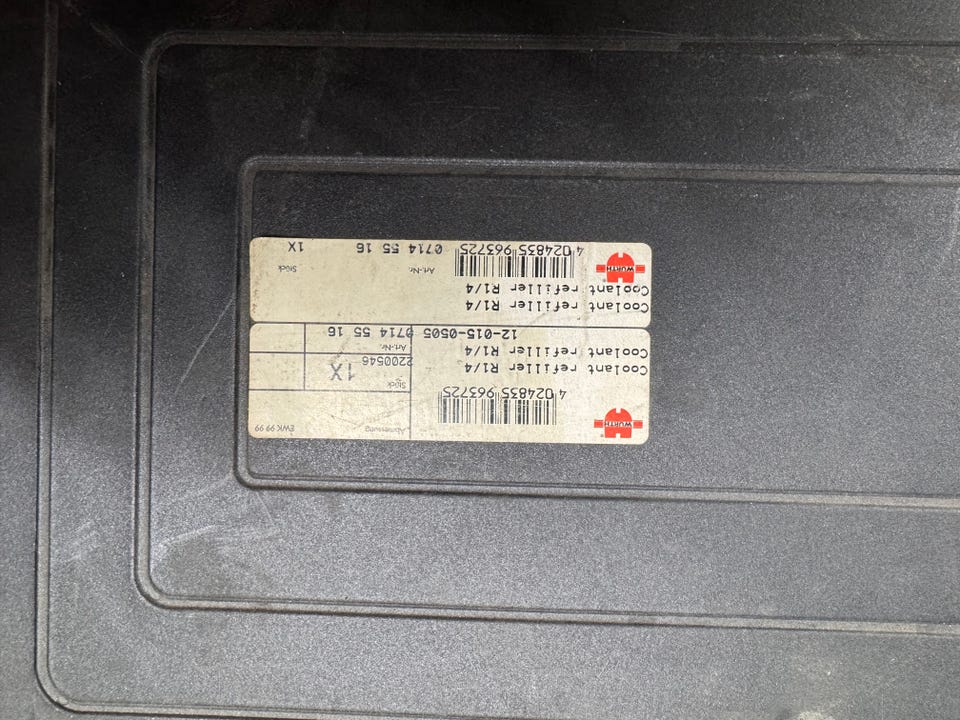 WÜRTH
Abmessung EWK 99 99
4 024835 963725
Stück
Coolant refiller R1/4
1X
2200546
Coolant refiller R1/4
Art.-Nr.
12-015-0505 0714 55 16
Coolant refiller R1/4
Coolant refiller R1/4
WÜRTH
Art.-Nr. Stück
4 024835 963725 0714 55 16 1X